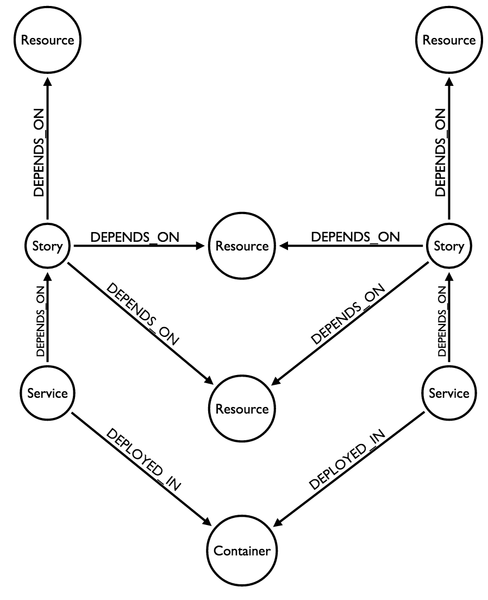 Resource
Resource
DEPENDS_ON
DEPENDS_ON
Story
DEPENDS_ON
Resource
DEPENDS_ON
Story
DEPENDS_ON
DEPENDS_ON
DEPENDS_ON
DEPENDS_ON
Service
Resource
Service
DEPLOYED_IN
DEPLOYED_IN
Container